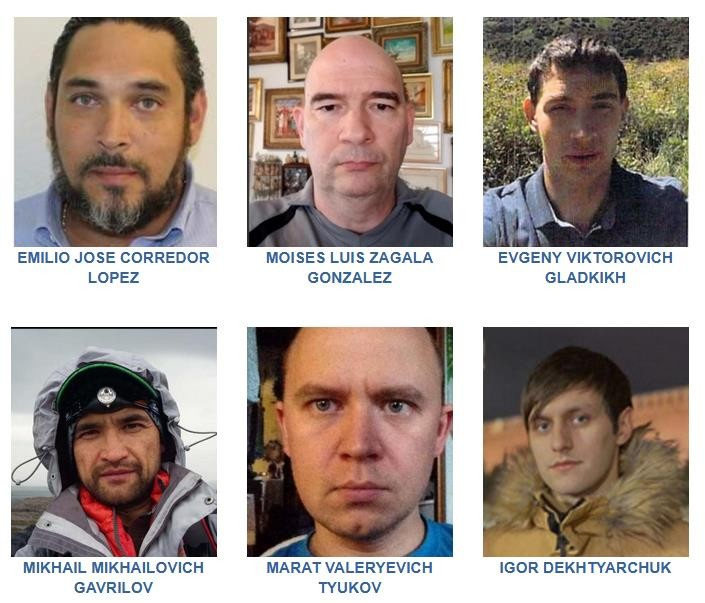 EMILIO JOSE CORREDOR
LOPEZ
MOISES LUIS ZAGALA
GONZALEZ
EVGENY VIKTOROVICH
GLADKIKH
MIKHAIL MIKHAILOVICH
GAVRILOV
MARAT VALERYEVICH
TYUKOV
IGOR DEKHTYARCHUK